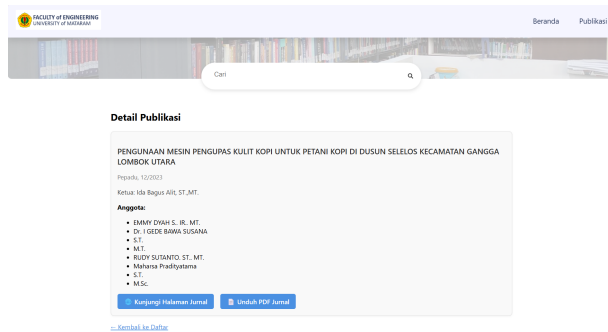 FACULTY of ENGINEERING
UNIVERSITY of MATARAM
Beranda Publikasi
Cari
Detail Publikasi
PENGUNAAN MESIN PENGUPAS KULIT KOPI UNTUK PETANI KOPI DI DUSUN SELELOS KECAMATAN GANGGA
LOMBOK UTARA
Pepadu, 12/2023
Ketua: Ida Bagus Alit, ST.,MT.
Anggota:
EMMY DYAH S.. IR.. MT.
Dr. I GEDE BAWA SUSANA
S.T.
M.T.
RUDY SUTANTO. ST.. MT.
Maharsa Pradityatama
S.T.
M.Sc.
Kunjungi Halaman Jurnal Unduh PDF Jurnal
← Kembali ke Daftar